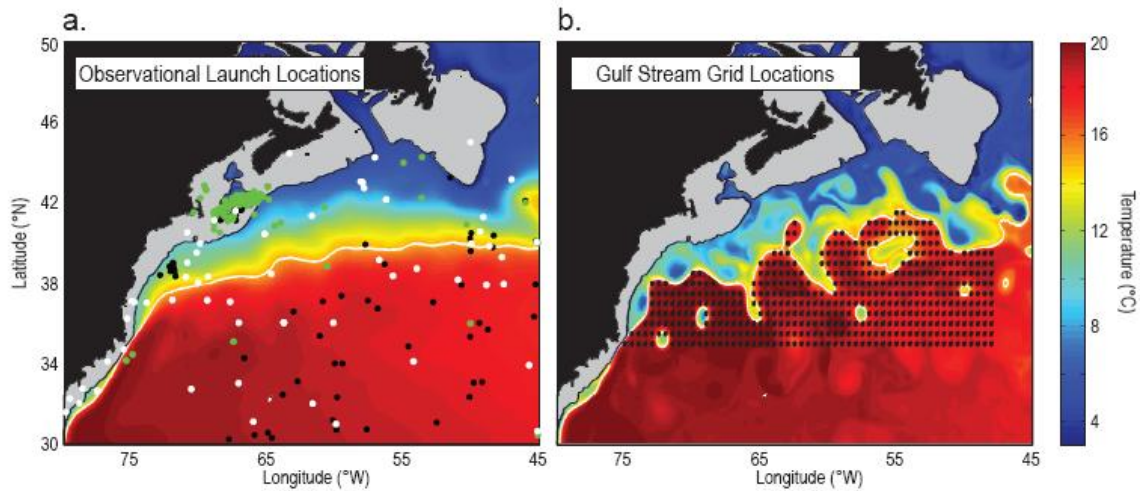 a.
b.
Observational Launch Locations
Gulf Stream Grid Locations
50
46
42
38
34
30
Latitude (°N)
75
65
55
45
Longitude (°W)
75
65
55
45
Longitude (°W)
20
16
12
8
4
Temperature (°C)